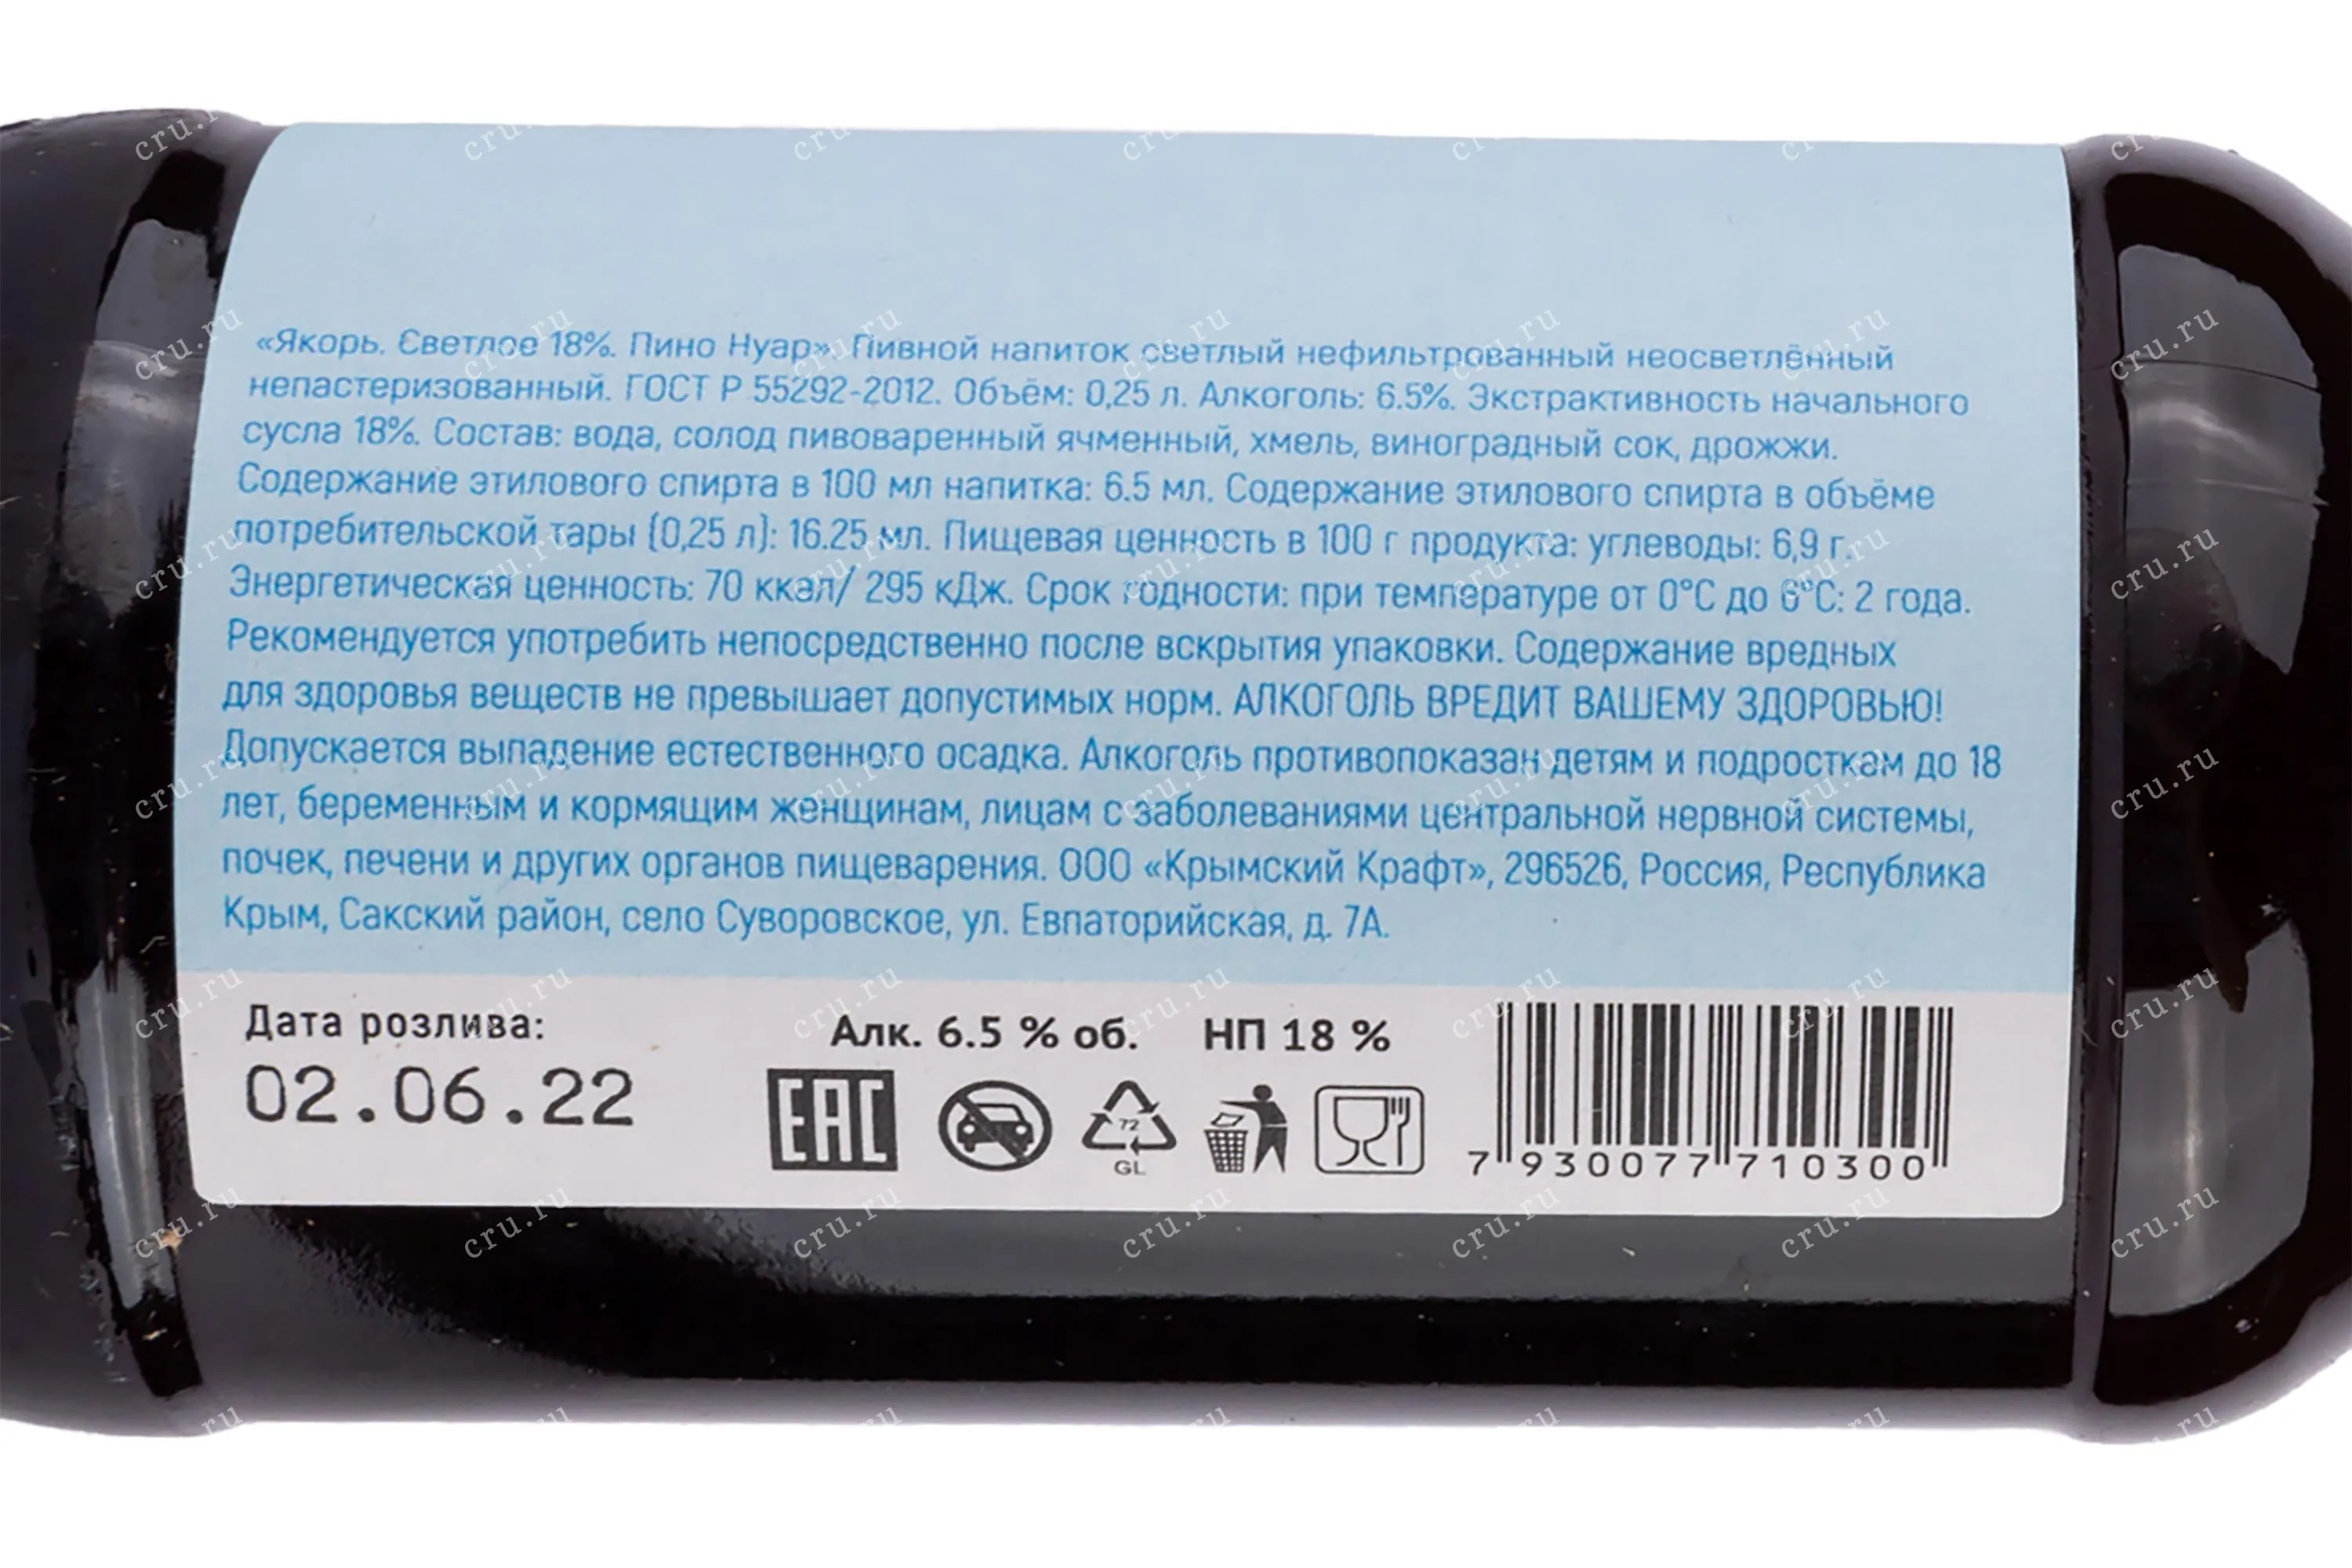 «Якорь. Светлое 18%. Пино Нуар». Пивной напиток светлый нефильтрованный неосветлённый
непастеризованный. ГОСТ Р 55292-2012. Объём: 0,25 л. Алкоголь: 6.5%. Экстрактивность начального
сусла 18%. Состав: вода, солод пивоваренный ячменный, хмель, виноградный сок, дрожжи.
Содержание этилового спирта в 100 мл напитка: 6.5 мл. Содержание этилового спирта в объёме
потребительской тары (0,25 л): 16.25 мл. Пищевая ценность в 100 г продукта: углеводы: 6,9 г.
Энергетическая ценность: 70 ккал/ 295 кДж. Срок годности: при температуре от 0°С до 6°С: 2 года.
Рекомендуется употребить непосредственно после вскрытия упаковки. Содержание вредных
для здоровья веществ не превышает допустимых норм. АЛКОГОЛЬ ВРЕДИТ ВАШЕМУ ЗДОРОВЬЮ!
Допускается выпадение естественного осадка. Алкоголь противопоказан детям и подросткам до 18
лет, беременным и кормящим женщинам, лицам с заболеваниями центральной нервной системы,
почек, печени и других органов пищеварения. ООО «Крымский Крафт», 296526, Россия, Республика
Крым, Сакский район, село Суворовское, ул. Евпаторийская, д. 7А.
Дата розлива:
02.06.22
Алк. 6.5 % об. НП 18 %
EAC
72
GL
7 930077 710300
cru.ru